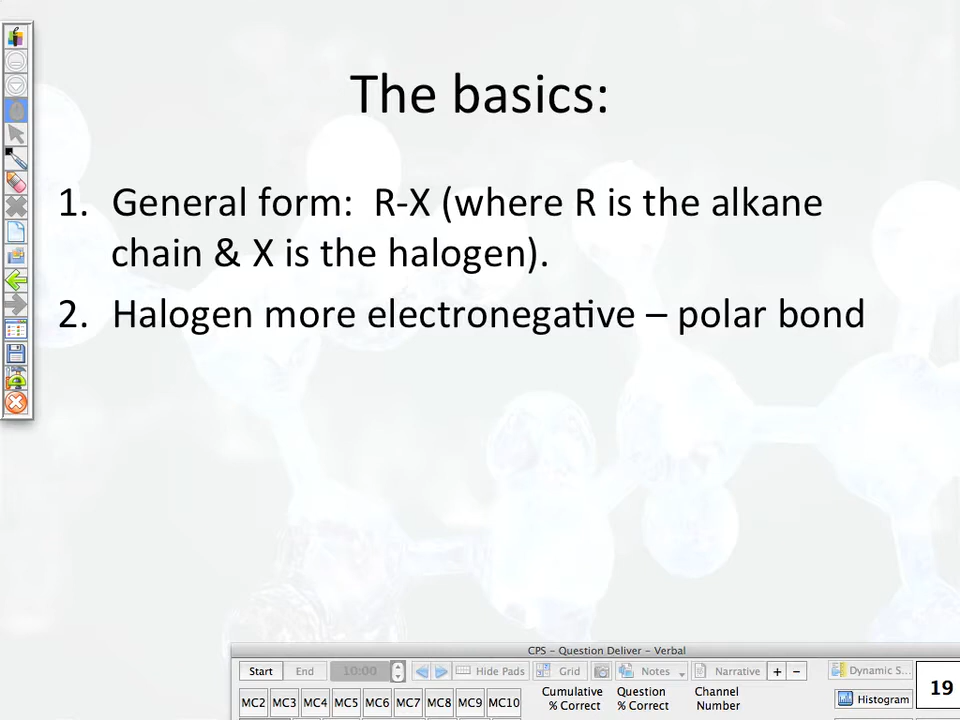 The basics:
1. General form: R-X (where R is the alkane
chain & X is the halogen).
2. Halogen more electronegative – polar bond
CPS - Question Deliver - Verbal
Start End 10:00 Hide Pads Grid Notes Narrative + − Dynamic S...
MC2 MC3 MC4 MC5 MC6 MC7 MC8 MC9 MC10
Cumulative
% Correct
Question
% Correct
Channel
Number
Histogram
19